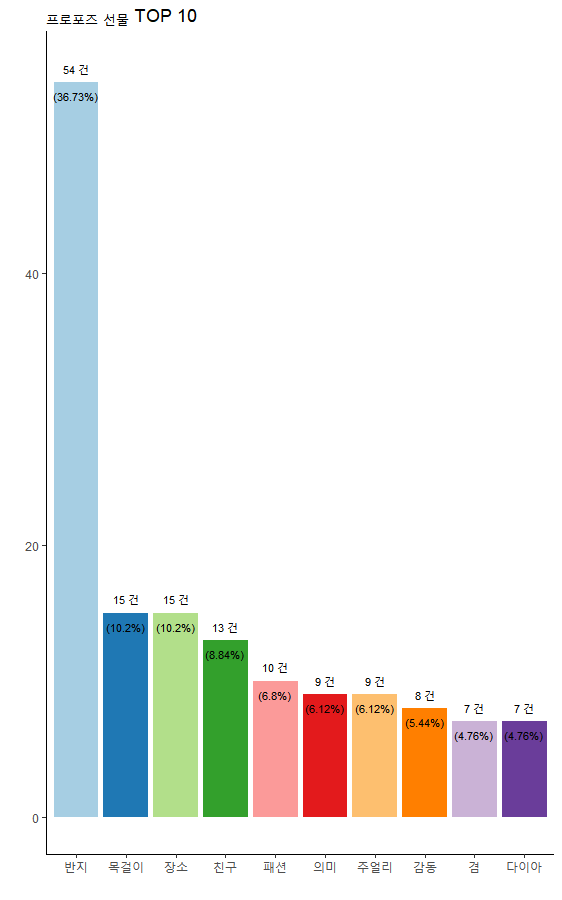 프로포즈 선물 TOP 10
54 건
(36.73%)
40
20
15 건
15 건
(10.2%)
(10.2%)
13 건
(8.84%)
10 건
(6.8%)
9 건
9 건
(6.12%)
(6.12%)
8 건
(5.44%)
7 건
7 건
(4.76%)
(4.76%)
0
반지 목걸이 장소 친구 패션 의미 주얼리 감동 겸 다이아